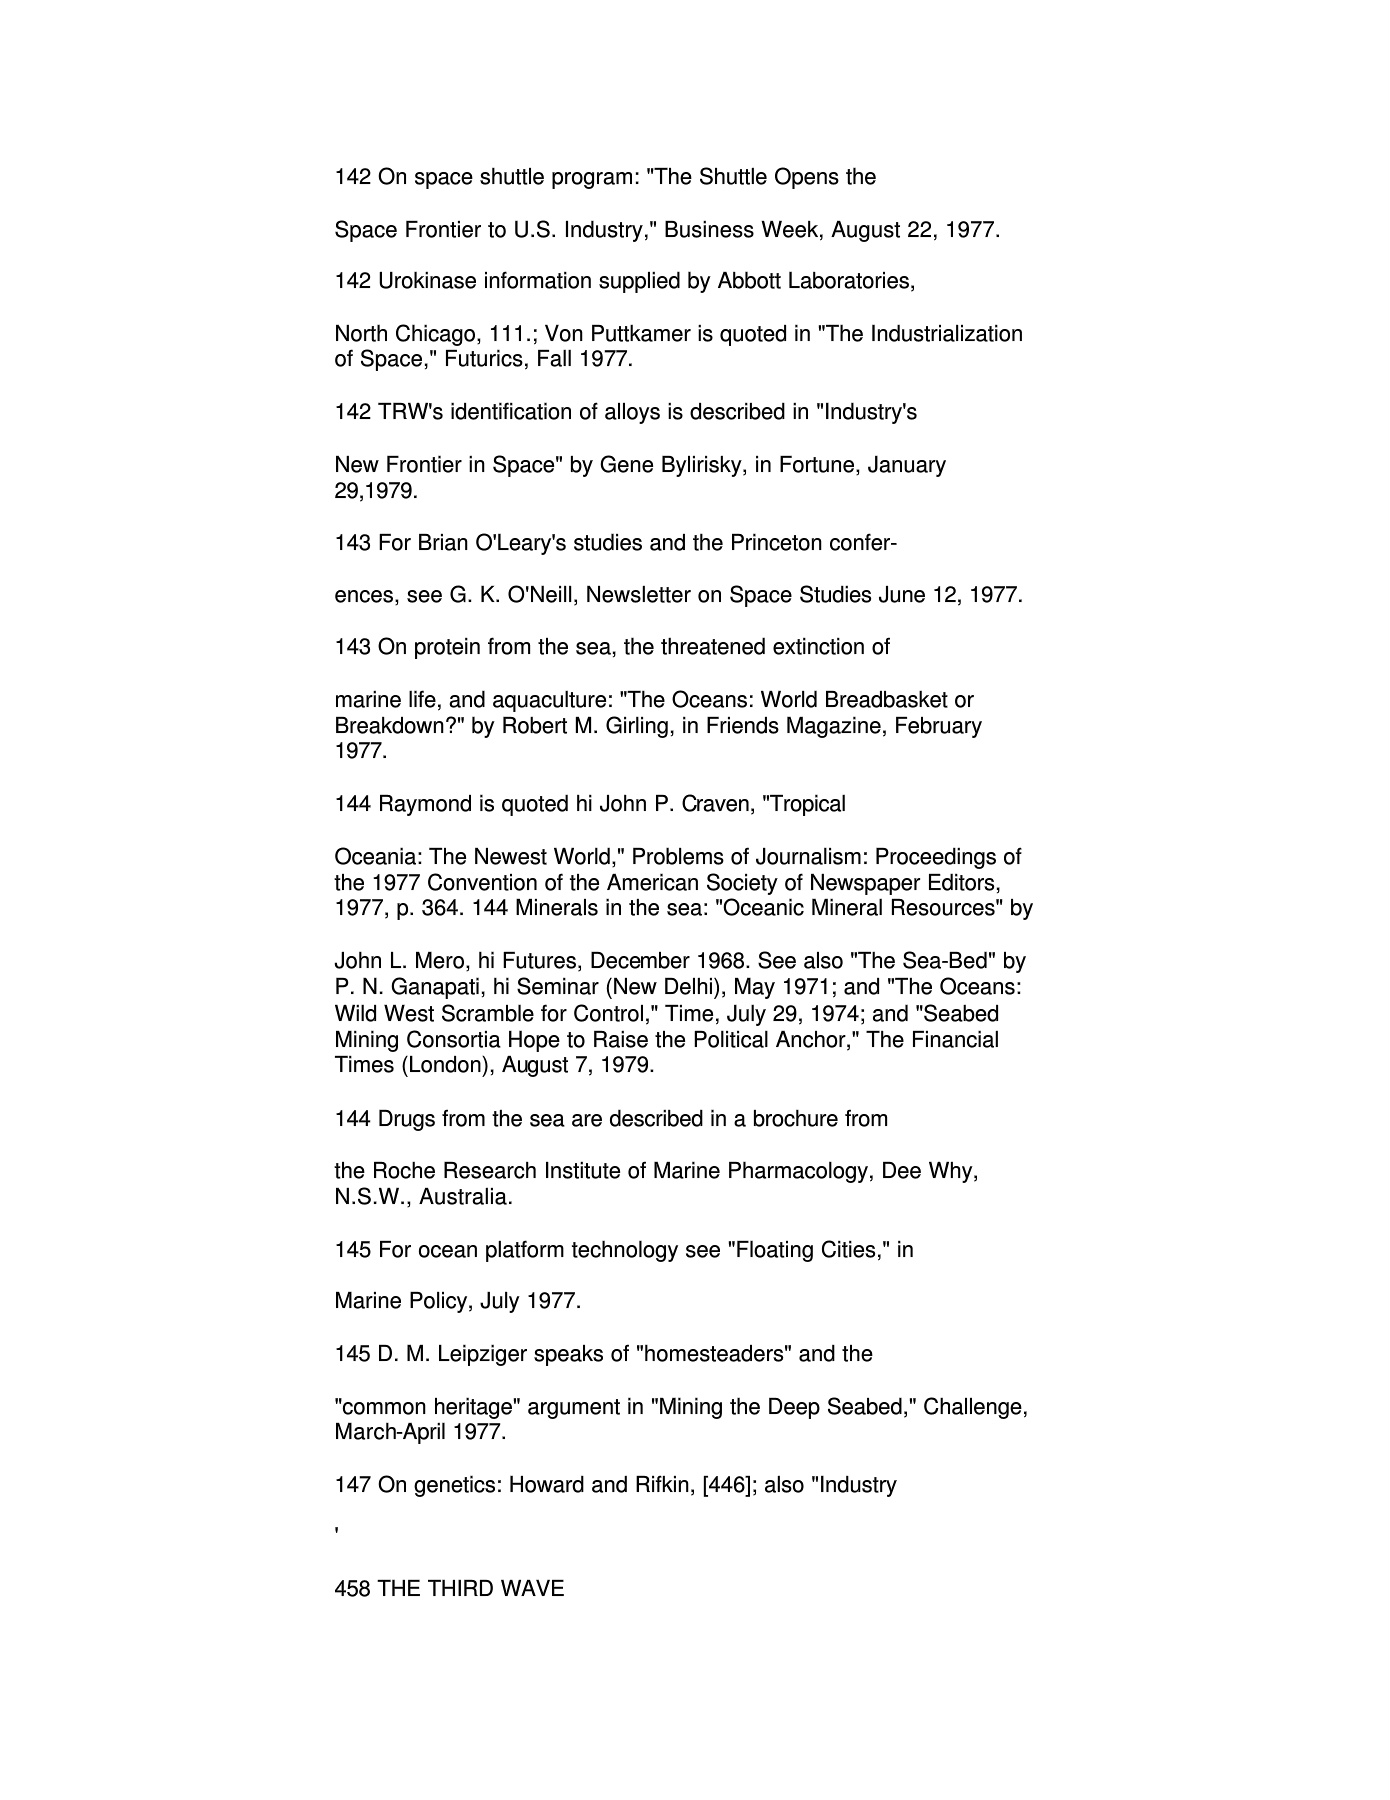 142 On space shuttle program: "The Shuttle Opens the
Space Frontier to U.S. Industry," Business Week, August 22, 1977.
142 Urokinase information supplied by Abbott Laboratories,
North Chicago, 111.; Von Puttkamer is quoted in "The Industrialization
of Space," Futurics, Fall 1977.
142 TRW's identification of alloys is described in "Industry's
New Frontier in Space" by Gene Bylirisky, in Fortune, January
29,1979.
143 For Brian O'Leary's studies and the Princeton confer-
ences, see G. K. O'Neill, Newsletter on Space Studies June 12, 1977.
143 On protein from the sea, the threatened extinction of
marine life, and aquaculture: "The Oceans: World Breadbasket or
Breakdown?" by Robert M. Girling, in Friends Magazine, February
1977.
144 Raymond is quoted hi John P. Craven, "Tropical
Oceania: The Newest World," Problems of Journalism: Proceedings of
the 1977 Convention of the American Society of Newspaper Editors,
1977, p. 364. 144 Minerals in the sea: "Oceanic Mineral Resources" by
John L. Mero, hi Futures, December 1968. See also "The Sea-Bed" by
P. N. Ganapati, hi Seminar (New Delhi), May 1971; and "The Oceans:
Wild West Scramble for Control," Time, July 29, 1974; and "Seabed
Mining Consortia Hope to Raise the Political Anchor," The Financial
Times (London), August 7, 1979.
144 Drugs from the sea are described in a brochure from
the Roche Research Institute of Marine Pharmacology, Dee Why,
N.S.W., Australia.
145 For ocean platform technology see "Floating Cities," in
Marine Policy, July 1977.
145 D. M. Leipziger speaks of "homesteaders" and the
"common heritage" argument in "Mining the Deep Seabed," Challenge,
March-April 1977.
147 On genetics: Howard and Rifkin, [446]; also "Industry
'
458 THE THIRD WAVE